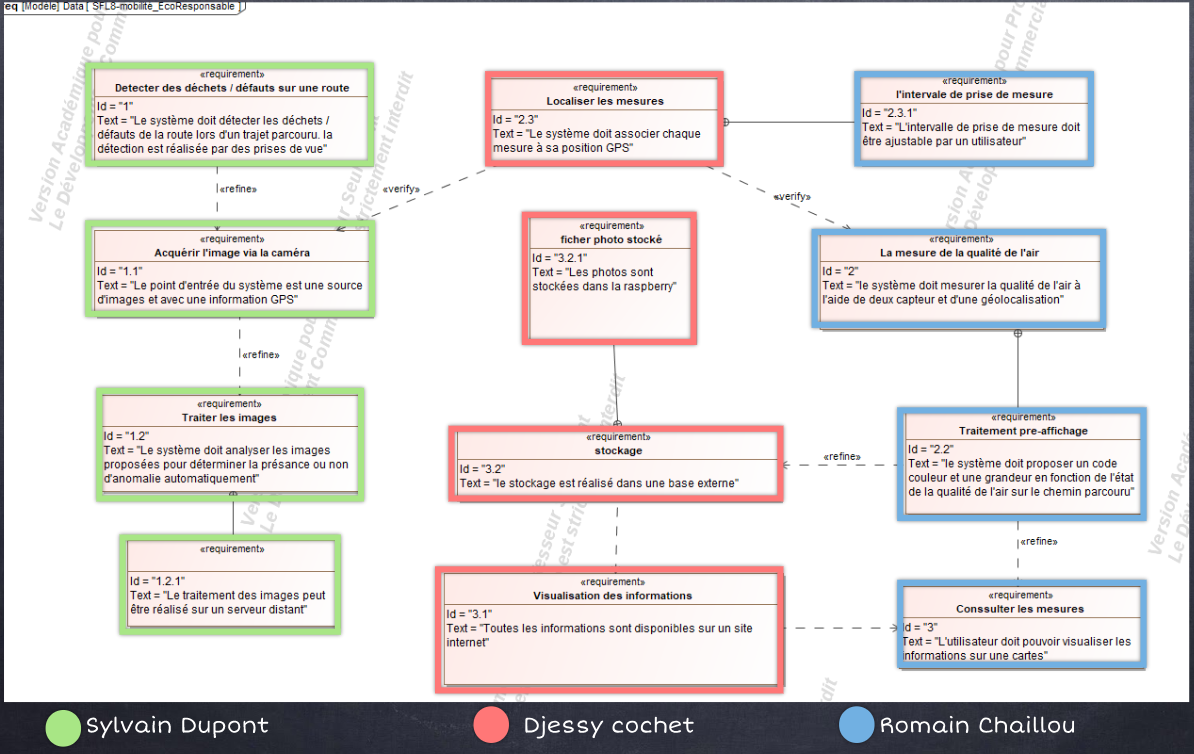 req [Modèle] Data [ SFL8-mobilité_EcoResponsable ]
«requirement»
Detecter des déchets / défauts sur une route
Id = "1"
Text = "Le système doit détecter les déchets /
défauts de la route lors d'un trajet parcouru. la
détection est réalisée par des prises de vue"
«requirement»
Localiser les mesures
Id = "2.3"
Text = "Le système doit associer chaque
mesure à sa position GPS"
«requirement»
l'intervale de prise de mesure
Id = "2.3.1"
Text = "L'intervalle de prise de mesure doit
être ajustable par un utilisateur"
«refine»
«verify»
«verify»
«requirement»
Acquérir l'image via la caméra
Id = "1.1"
Text = "Le point d'entrée du système est une source
d'images et avec une information GPS"
«requirement»
ficher photo stocké
Id = "3.2.1"
Text = "Les photos sont
stockées dans la raspberry"
«requirement»
La mesure de la qualité de l'air
Id = "2"
Text = "le système doit mesurer la qualité de l'air à
l'aide de deux capteur et d'une géolocalisation"
«refine»
«requirement»
Traiter les images
Id = "1.2"
Text = "Le système doit analyser les images
proposées pour déterminer la présance ou non
d'anomalie automatiquement"
«requirement»
stockage
Id = "3.2"
Text = "le stockage est réalisé dans une base externe"
«refine»
«requirement»
Traitement pre-affichage
Id = "2.2"
Text = "le système doit proposer un code
couleur et une grandeur en fonction de l'état
de la qualité de l'air sur le chemin parcouru"
«refine»
«requirement»
Id = "1.2.1"
Text = "Le traitement des images peut
être réalisé sur un serveur distant"
«requirement»
Visualisation des informations
Id = "3.1"
Text = "Toutes les informations sont disponibles sur un site
internet"
«requirement»
Conssulter les mesures
Id = "3"
Text = "L'utilisateur doit pouvoir visualiser les
informations sur une cartes"
Sylvain Dupont
Djessy cochet
Romain Chaillou